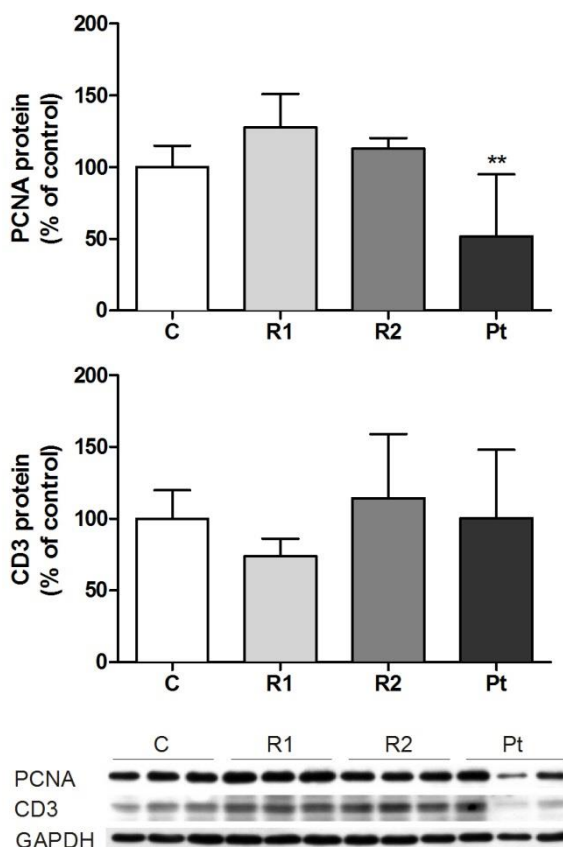 PCNA protein
(% of control)
200
150
100
50
0
**
C R1 R2 Pt
CD3 protein
(% of control)
200
150
100
50
0
C R1 R2 Pt
C R1 R2 Pt
PCNA
CD3
GAPDH